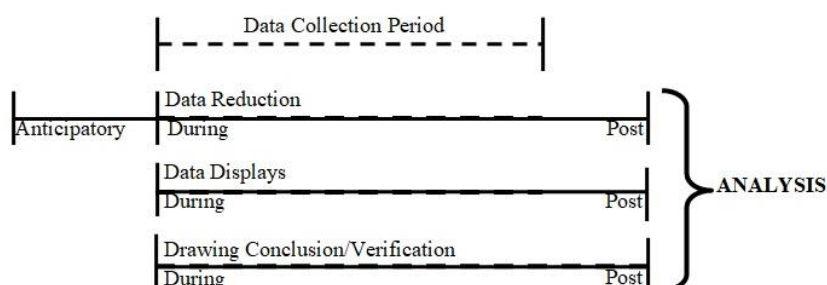 Data Collection Period
Data Reduction
Anticipatory During Post
Data Displays
During Post
ANALYSIS
Drawing Conclusion/Verification
During Post